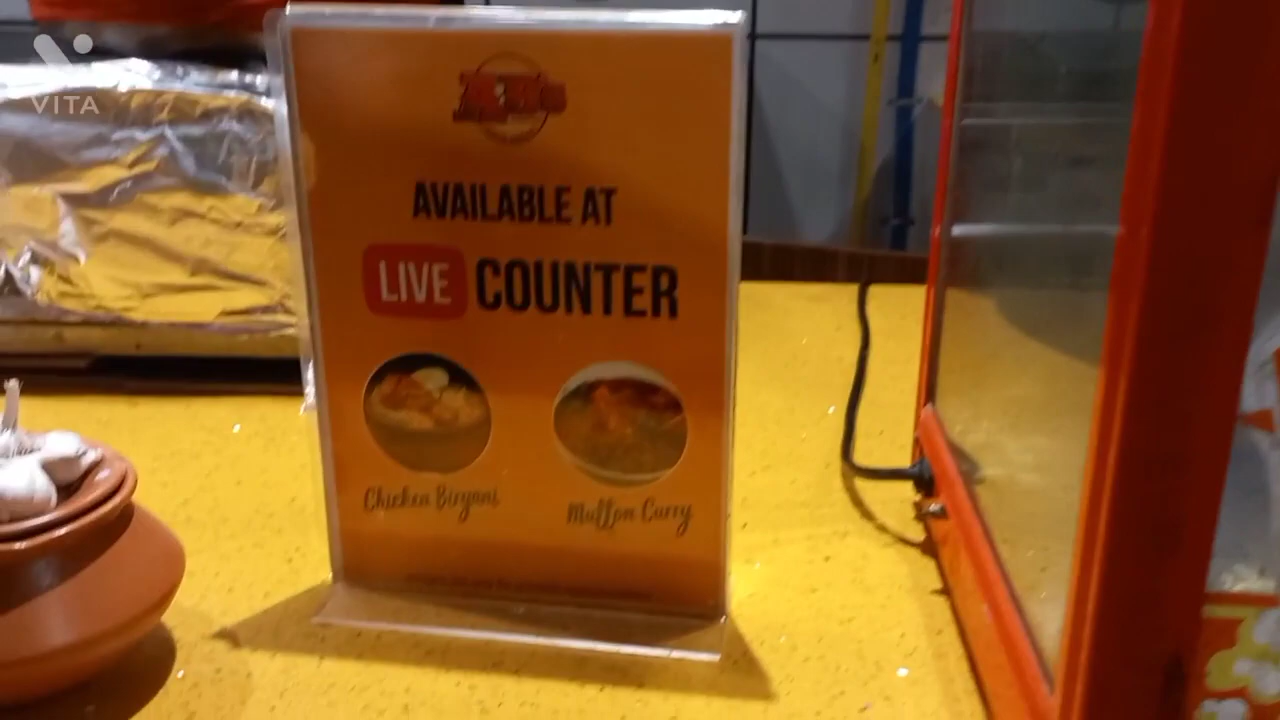 VITA
AVAILABLE AT
LIVE COUNTER
Chicken Biryani
Mutton Curry